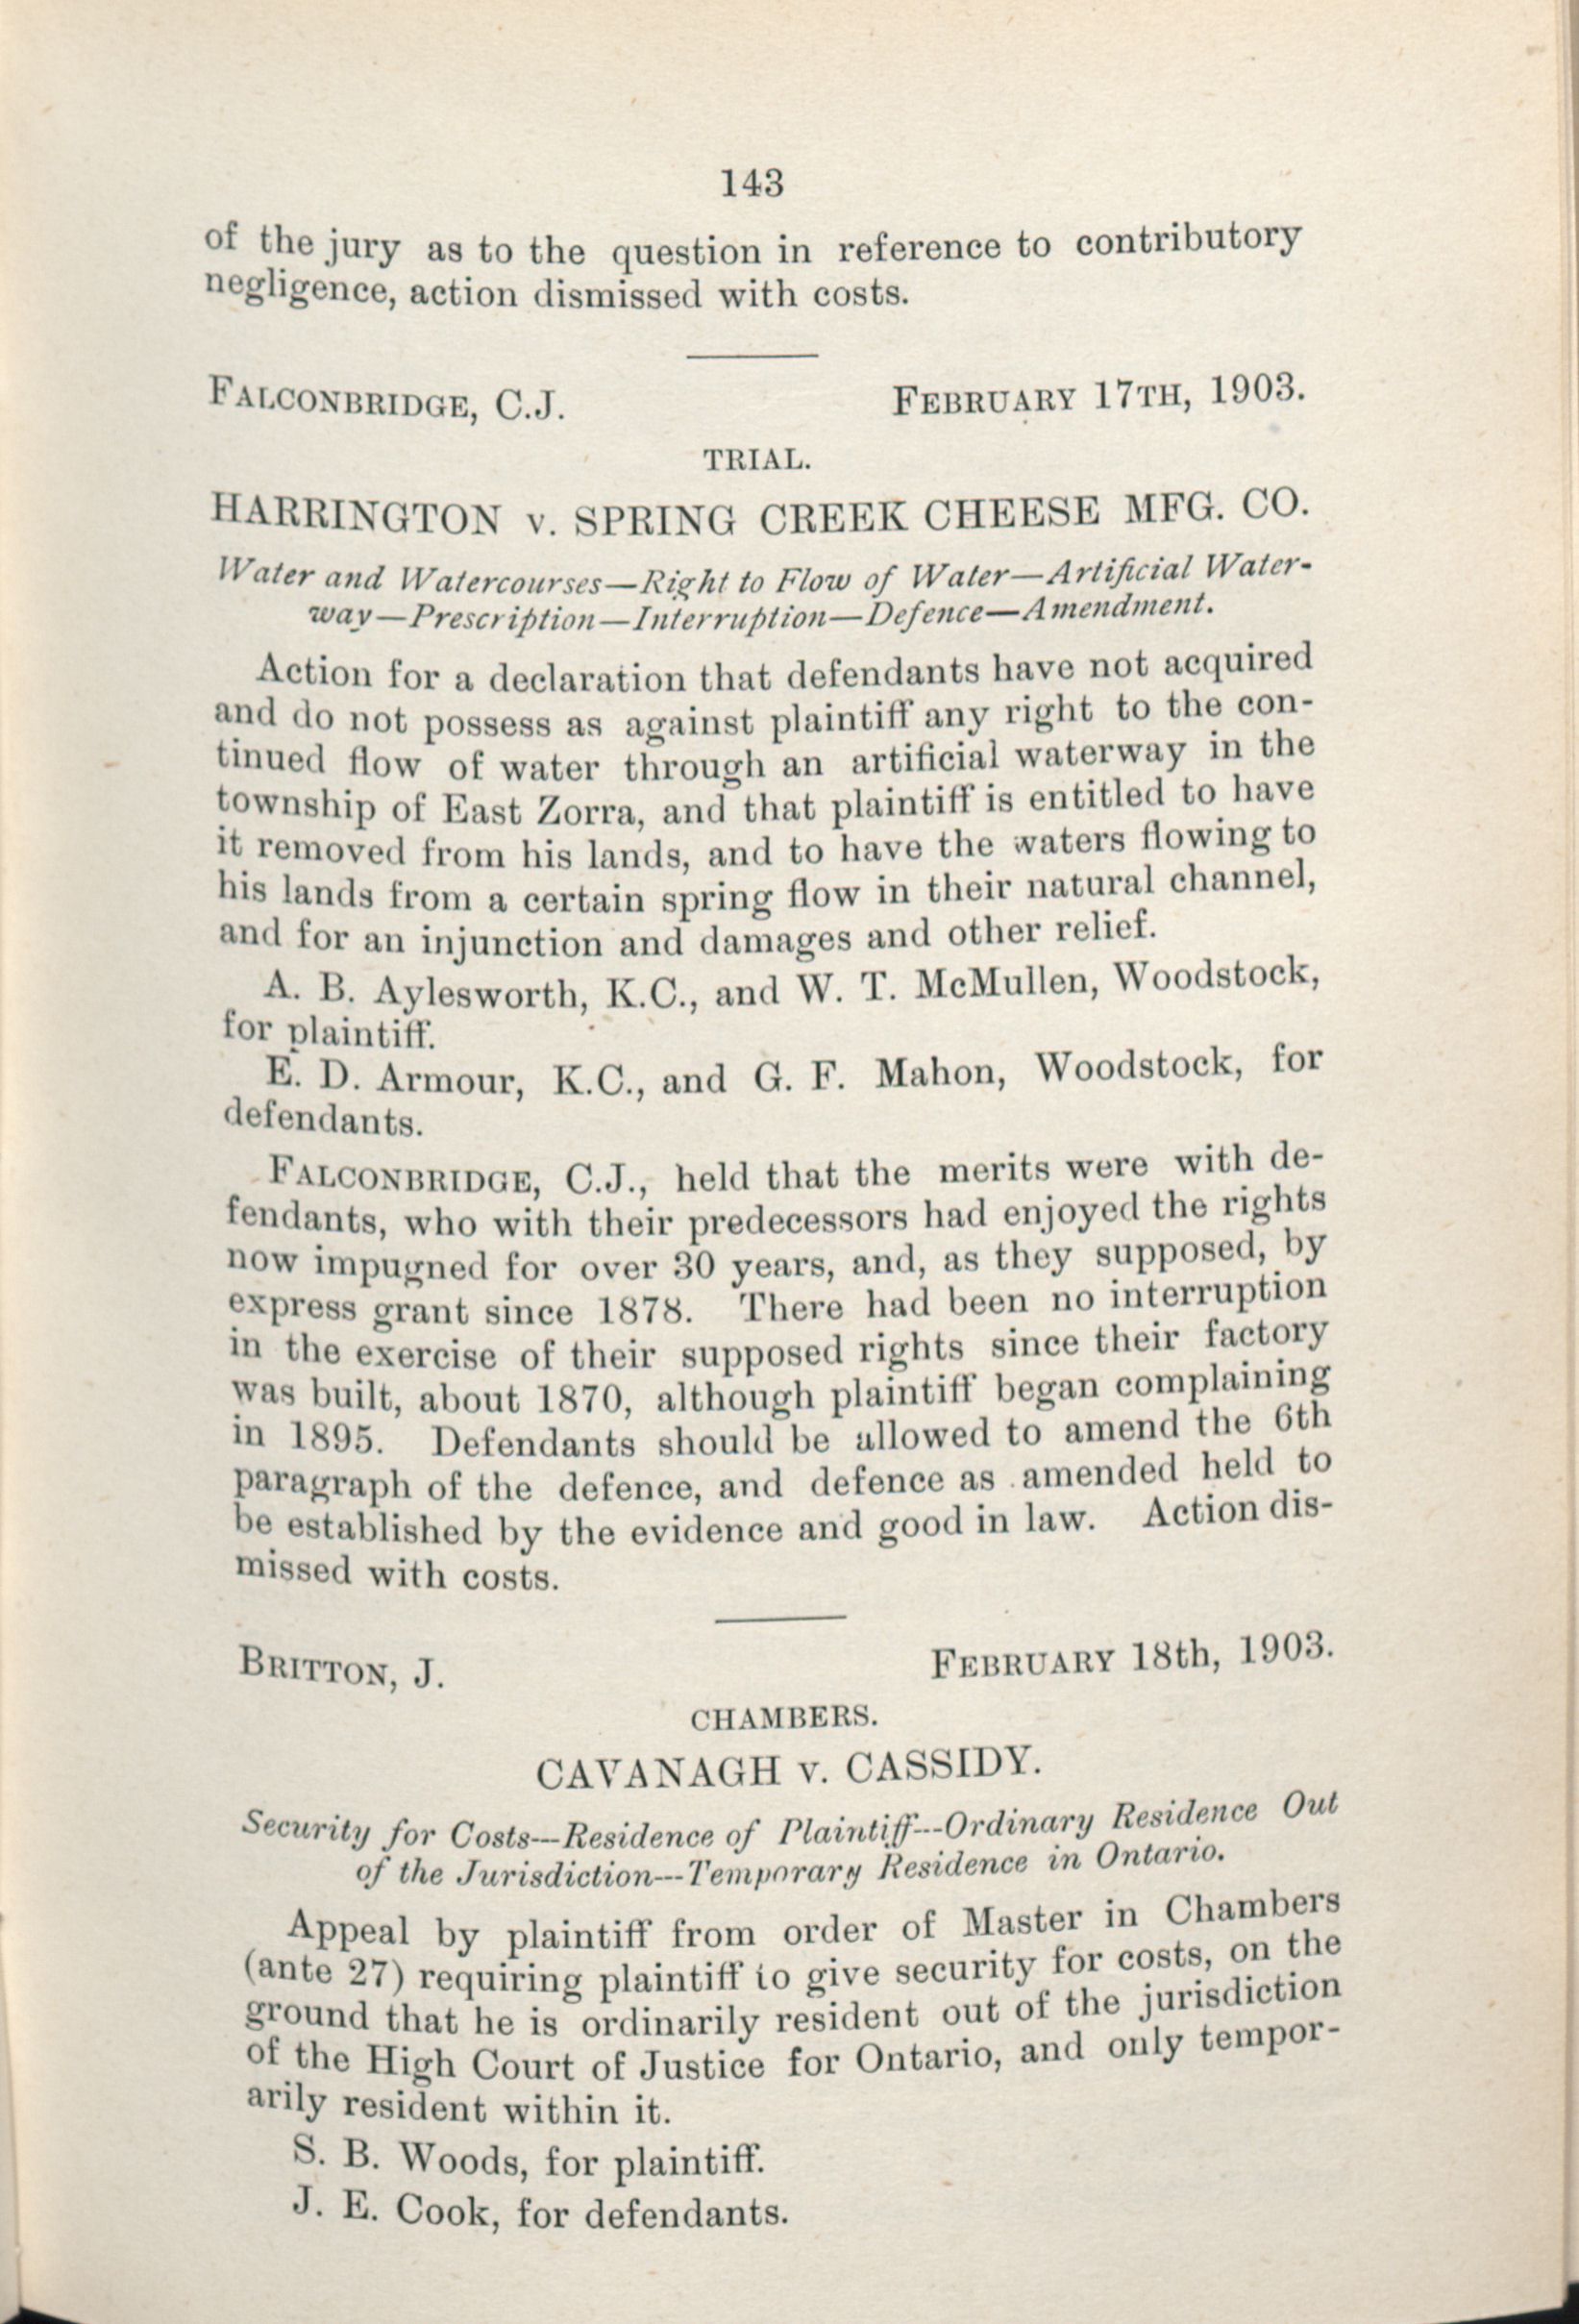 143
of the jury as to the question in reference to contributory
negligence, action dismissed with costs.
FALCONBRIDGE, C.J. FEBRUARY 17TH, 1903.
TRIAL.
HARRINGTON v. SPRING CREEK CHEESE MFG. CO.
Water and Watercourses—Right to Flow of Water—Artificial Water-
way—Prescription—Interruption—Defence—Amendment.
Action for a declaration that defendants have not acquired
and do not possess as against plaintiff any right to the con-
tinued flow of water through an artificial waterway in the
township of East Zorra, and that plaintiff is entitled to have
it removed from his lands, and to have the waters flowing to
his lands from a certain spring flow in their natural channel,
and for an injunction and damages and other relief.
A. B. Aylesworth, K.C., and W. T. McMullen, Woodstock,
for plaintiff.
E. D. Armour, K.C., and G. F. Mahon, Woodstock, for
defendants.
FALCONBRIDGE, C.J., held that the merits were with de-
fendants, who with their predecessors had enjoyed the rights
now impugned for over 30 years, and, as they supposed, by
express grant since 1878. There had been no interruption
in the exercise of their supposed rights since their factory
was built, about 1870, although plaintiff began complaining
in 1895. Defendants should be allowed to amend the 6th
paragraph of the defence, and defence as amended held to
be established by the evidence and good in law. Action dis-
missed with costs.
BRITTON, J. FEBRUARY 18th, 1903.
CHAMBERS.
CAVANAGH v. CASSIDY.
Security for Costs---Residence of Plaintiff---Ordinary Residence Out
of the Jurisdiction---Temporary Residence in Ontario.
Appeal by plaintiff from order of Master in Chambers
(ante 27) requiring plaintiff to give security for costs, on the
ground that he is ordinarily resident out of the jurisdiction
of the High Court of Justice for Ontario, and only tempor-
arily resident within it.
S. B. Woods, for plaintiff.
J. E. Cook, for defendants.